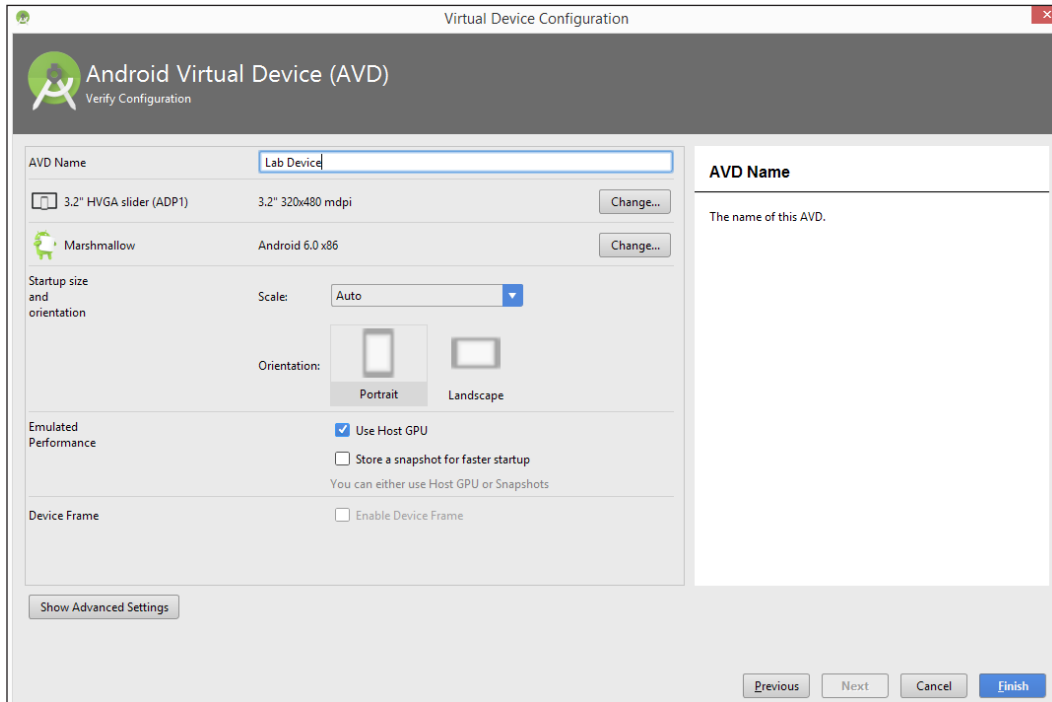 Virtual Device Configuration
Android Virtual Device (AVD)
Verify Configuration
AVD Name
Lab Device
3.2" HVGA slider (ADP1)
3.2" 320x480 mdpi
Change...
Marshmallow
Android 6.0 x86
Change...
Startup size
and
orientation
Scale:
Auto
Orientation:
Portrait
Landscape
Emulated
Performance
Use Host GPU
Store a snapshot for faster startup
You can either use Host GPU or Snapshots
Device Frame
Enable Device Frame
Show Advanced Settings
AVD Name
The name of this AVD.
Previous
Next
Cancel
Finish